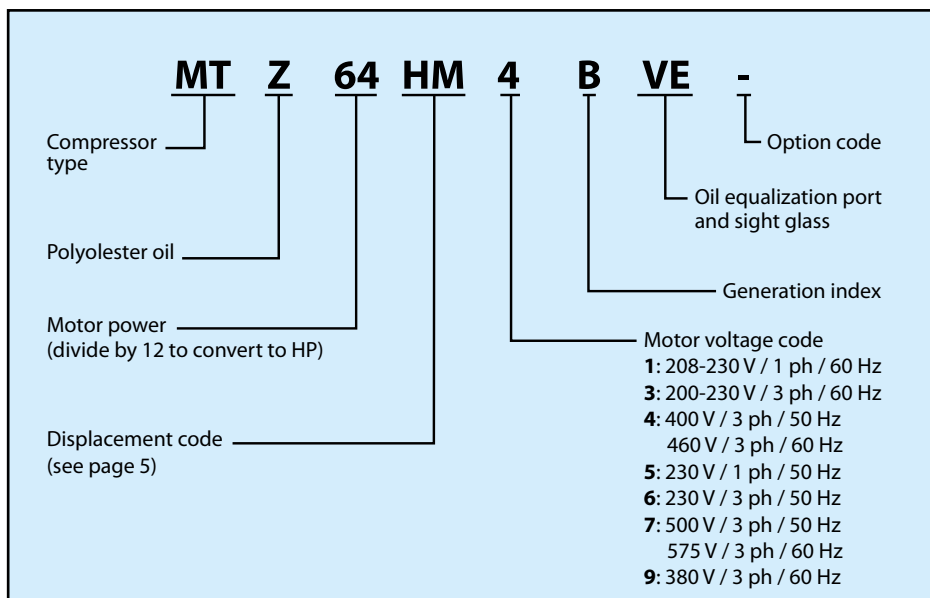 MT Z 64 HM 4 B VE -
Compressor
type
Option code
Oil equalization port
and sight glass
Polyolester oil
Generation index
Motor power
(divide by 12 to convert to HP)
Motor voltage code
1: 208-230 V / 1 ph / 60 Hz
3: 200-230 V / 3 ph / 60 Hz
4: 400 V / 3 ph / 50 Hz
460 V / 3 ph / 60 Hz
5: 230 V / 1 ph / 50 Hz
6: 230 V / 3 ph / 50 Hz
7: 500 V / 3 ph / 50 Hz
575 V / 3 ph / 60 Hz
9: 380 V / 3 ph / 60 Hz
Displacement code
(see page 5)